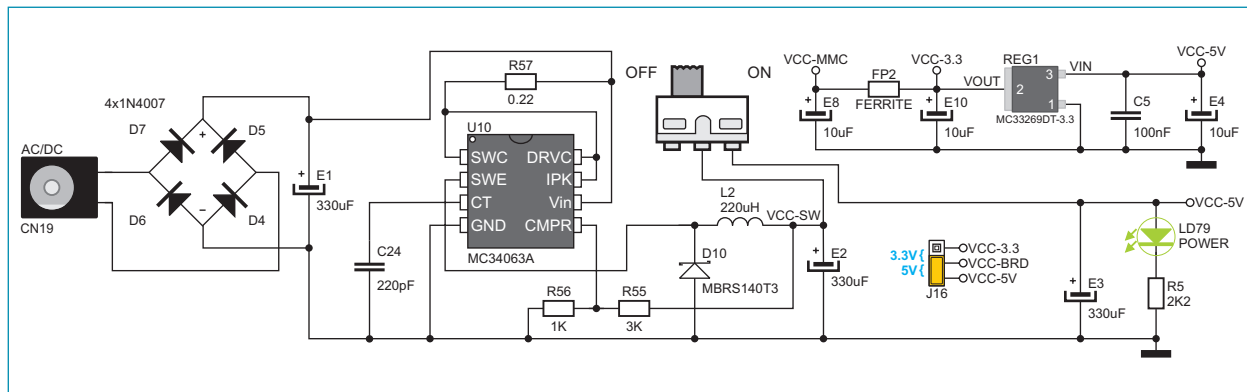 AC/DC
CN19
4x1N4007
D7
D5
D6
D4
+
−
+
E1
330uF
R57
0.22
U10
SWC
SWE
CT
GND
DRVC
IPK
Vin
CMPR
MC34063A
C24
220pF
R56
1K
R55
3K
D10
MBRS140T3
L2
220uH
VCC-SW
+
E2
330uF
OFF
ON
VCC-MMC
FP2
FERRITE
VCC-3.3
+
E8
10uF
+
E10
10uF
VOUT
REG1
3
2
1
MC33269DT-3.3
VIN
VCC-5V
C5
100nF
+
E4
10uF
3.3V{
5V{
VCC-3.3
VCC-BRD
VCC-5V
J16
+
E3
330uF
VCC-5V
LD79
POWER
R5
2K2